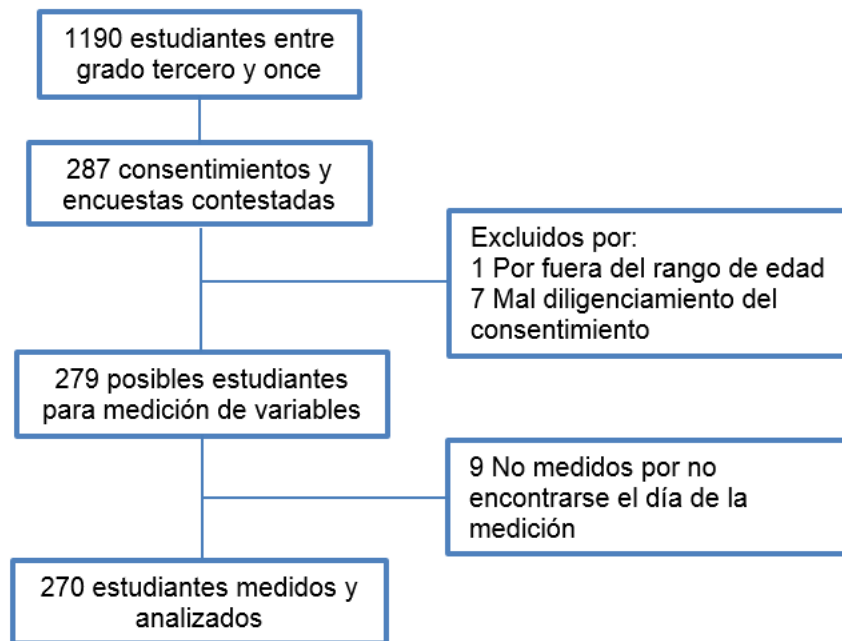 1190 estudiantes entre
grado tercero y once
287 consentimientos y
encuestas contestadas
Excluidos por:
1 Por fuera del rango de edad
7 Mal diligenciamiento del
consentimiento
279 posibles estudiantes
para medición de variables
9 No medidos por no
encontrarse el día de la
medición
270 estudiantes medidos y
analizados